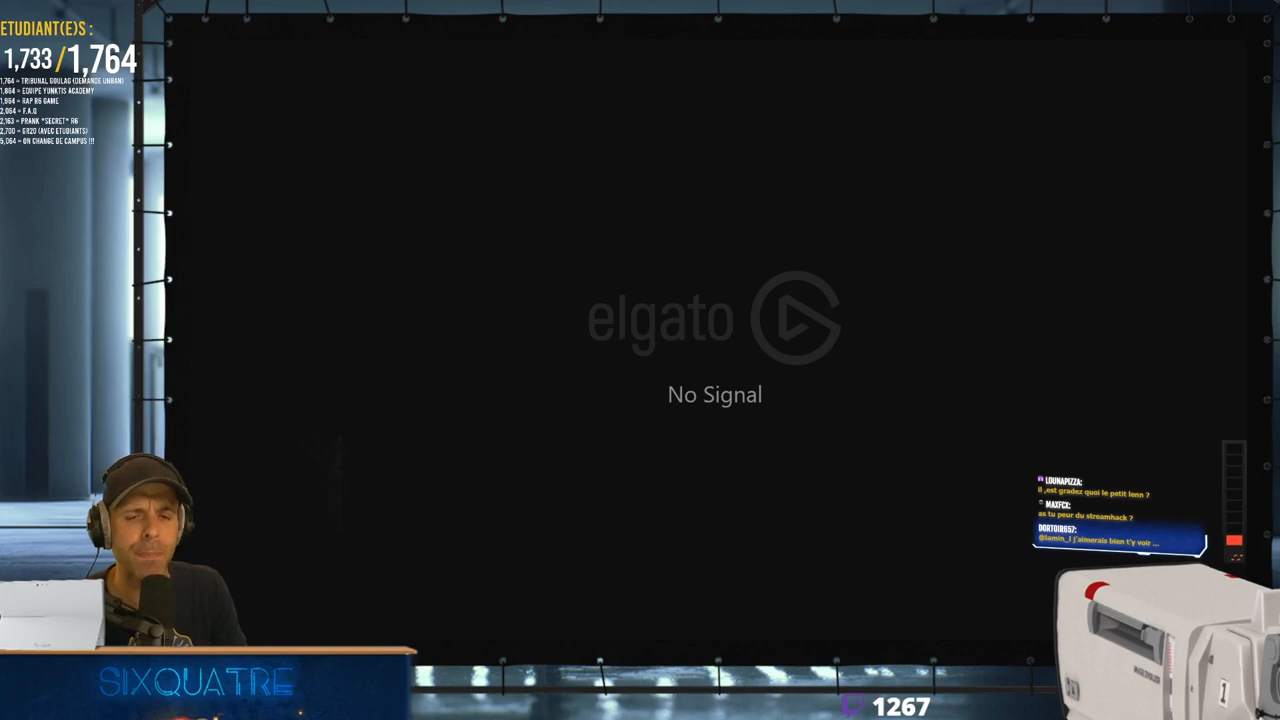 ETUDIANT(E)S :
1,733 / 1,764
1,764 = TRIBUNAL GOULAG (DEMANDE UNBAN)
1,864 = EQUIPE YUNKTIS ACADEMY
1,964 = RAP R6 GAME
2,064 = F.A.Q
2,163 = PRANK *SECRET* R6
2,700 = GR20 (AVEC ETUDIANTS)
5,064 = ON CHANGE DE CAMPUS !!!
elgato
No Signal
LOUNAPIZZA:
il ,est gradez quoi le petit lenn ?
MAXFCX:
as tu peur du streamhack ?
DORTOIR657:
@lamin_i j'aimerais bien t'y voir ...
SIXQUATRE
1
1267